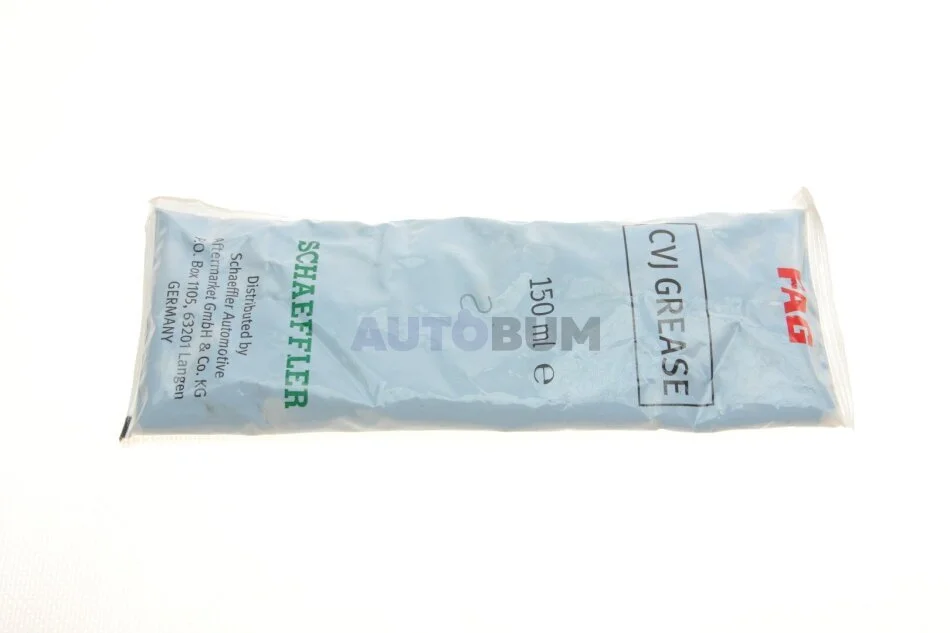 FAG
CVJ GREASE
150 ml e
SCHAEFFLER
Distributed by
Schaeffler Automotive
Aftermarket GmbH & Co. KG
P.O. Box 1105, 63201 Langen
GERMANY
AUTOBUM